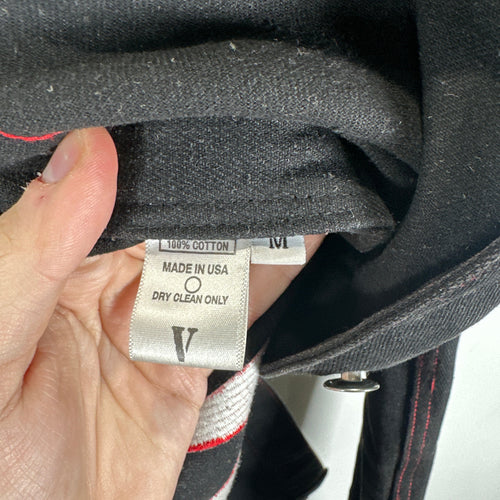 100% COTTON
M
MADE IN USA
DRY CLEAN ONLY
V